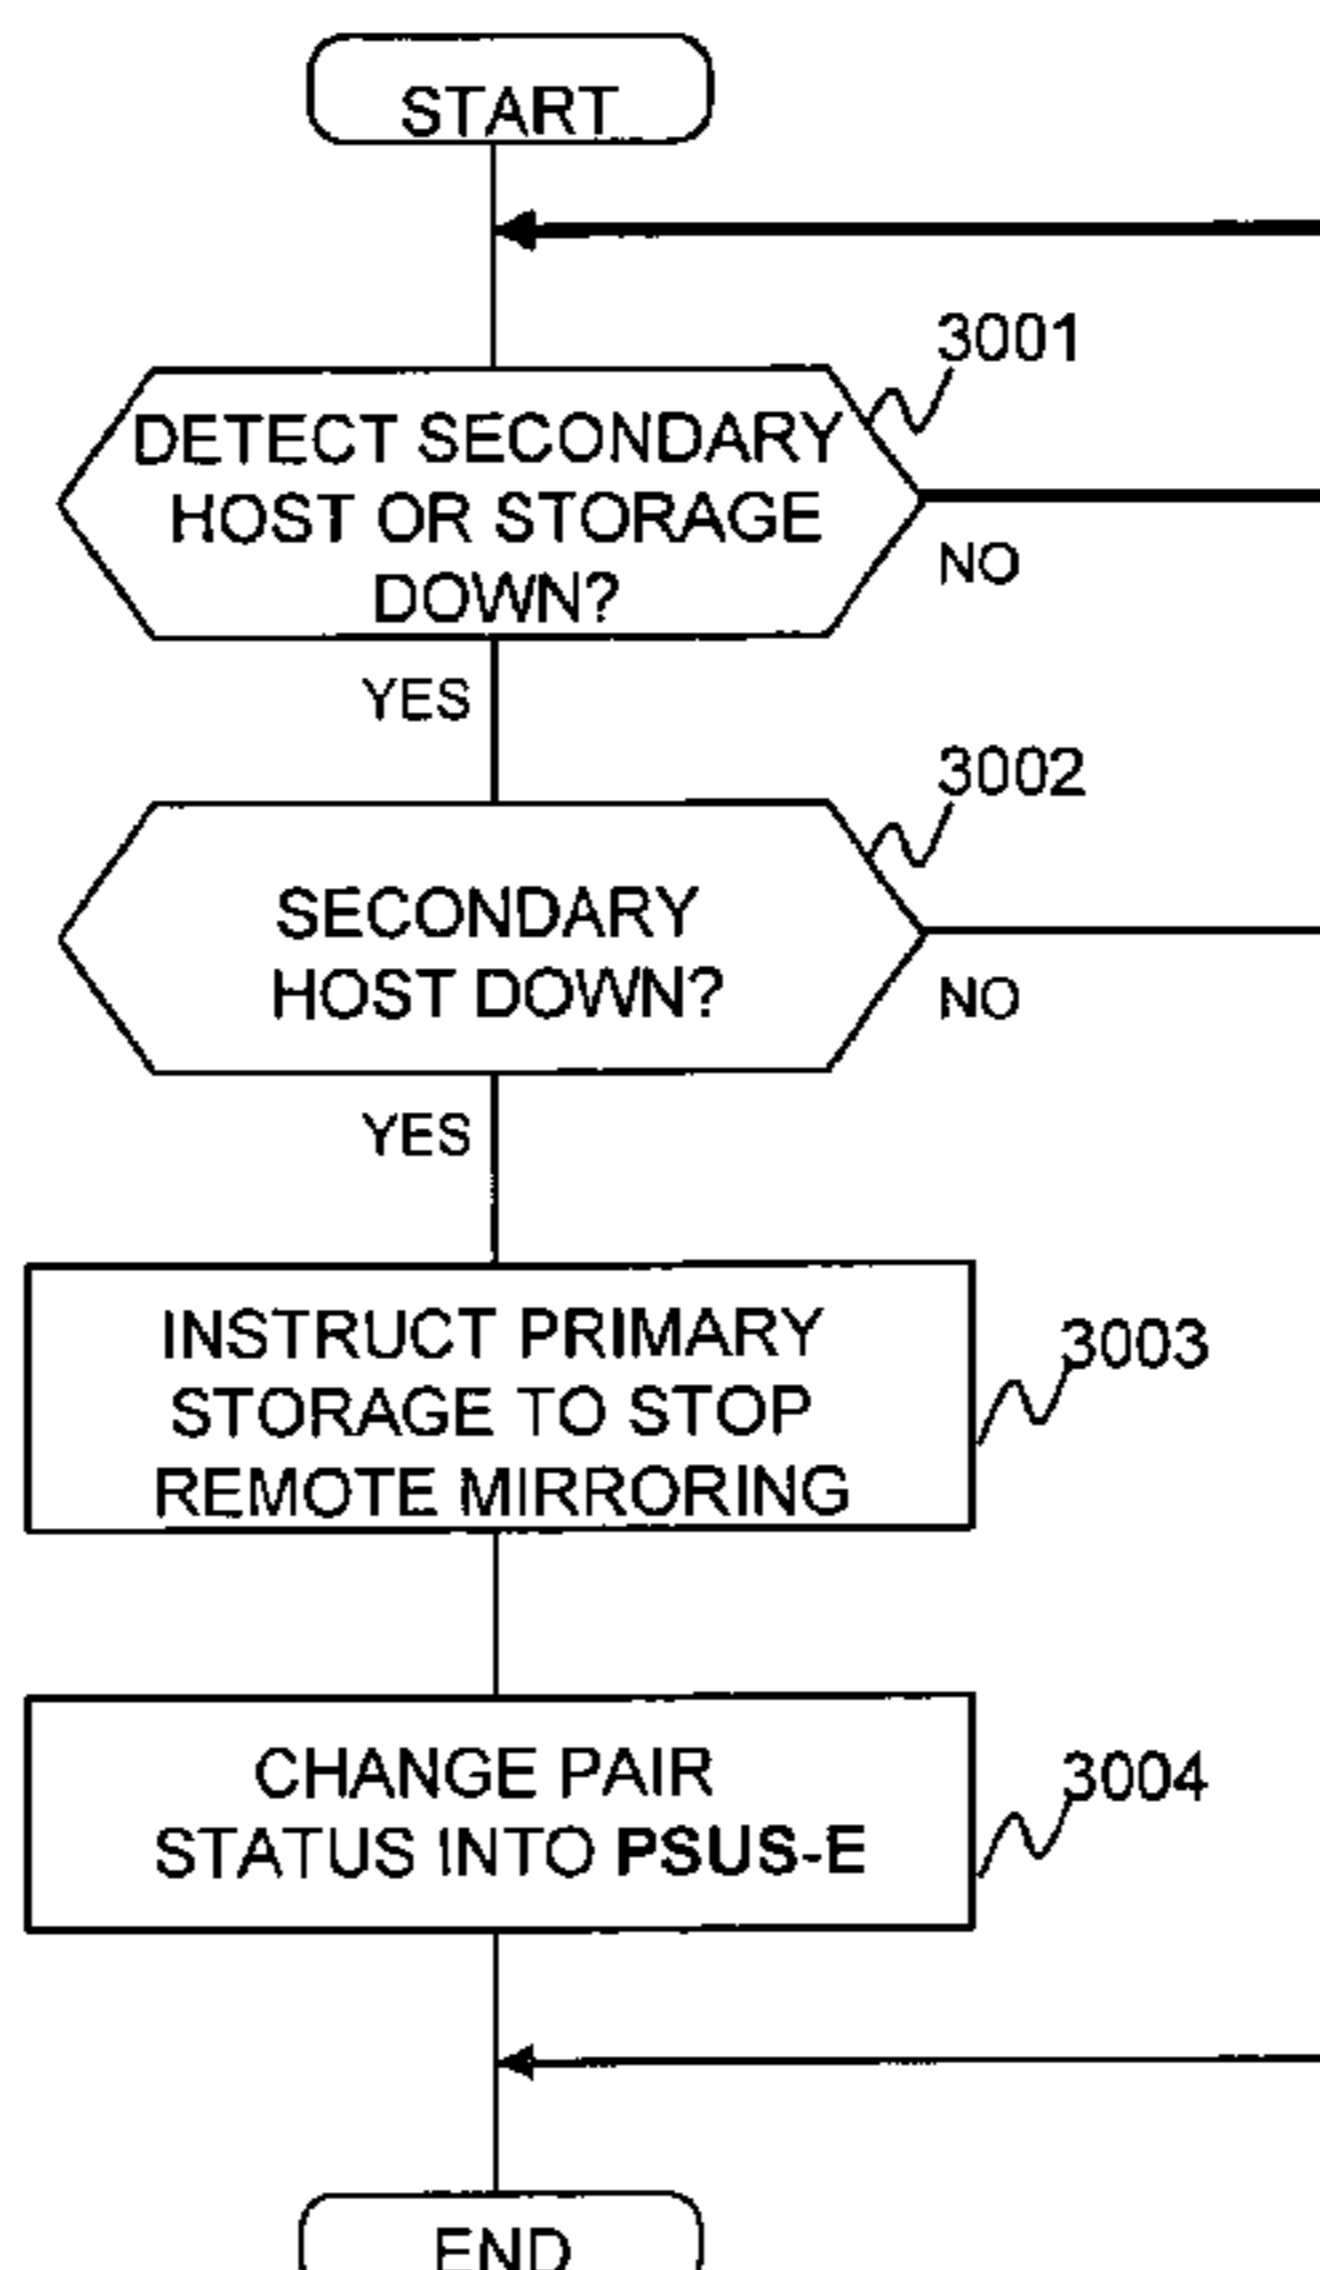 START
3001
DETECT SECONDARY
HOST OR STORAGE
DOWN?
NO
YES
3002
SECONDARY
HOST DOWN?
NO
YES
INSTRUCT PRIMARY
STORAGE TO STOP
REMOTE MIRRORING
3003
CHANGE PAIR
STATUS INTO PSUS-E
3004
END